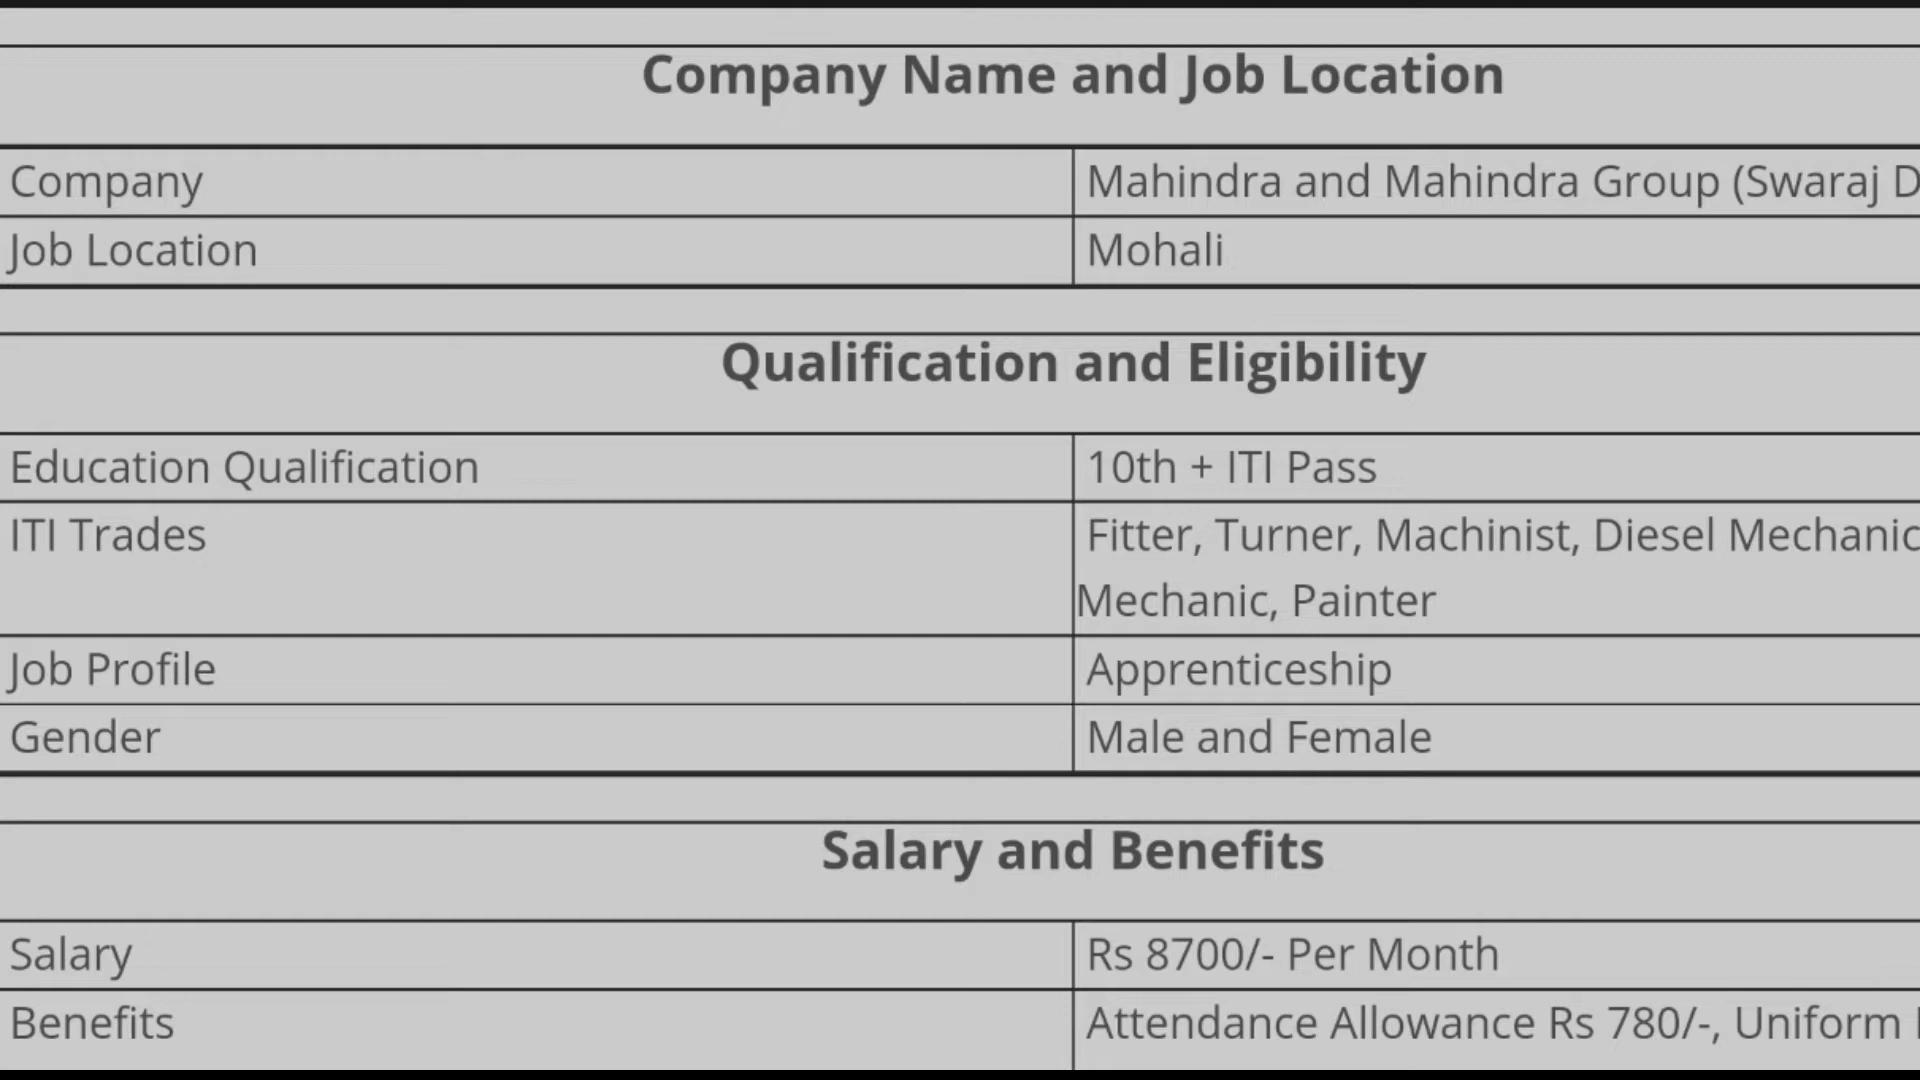 Company Name and Job Location
Company Mahindra and Mahindra Group (Swaraj
Job Location Mohali
Qualification and Eligibility
Education Qualification 10th + ITI Pass
ITI Trades Fitter, Turner, Machinist, Diesel Mechanic
Mechanic, Painter
Job Profile Apprenticeship
Gender Male and Female
Salary and Benefits
Salary Rs 8700/- Per Month
Benefits Attendance Allowance Rs 780/-, Uniform